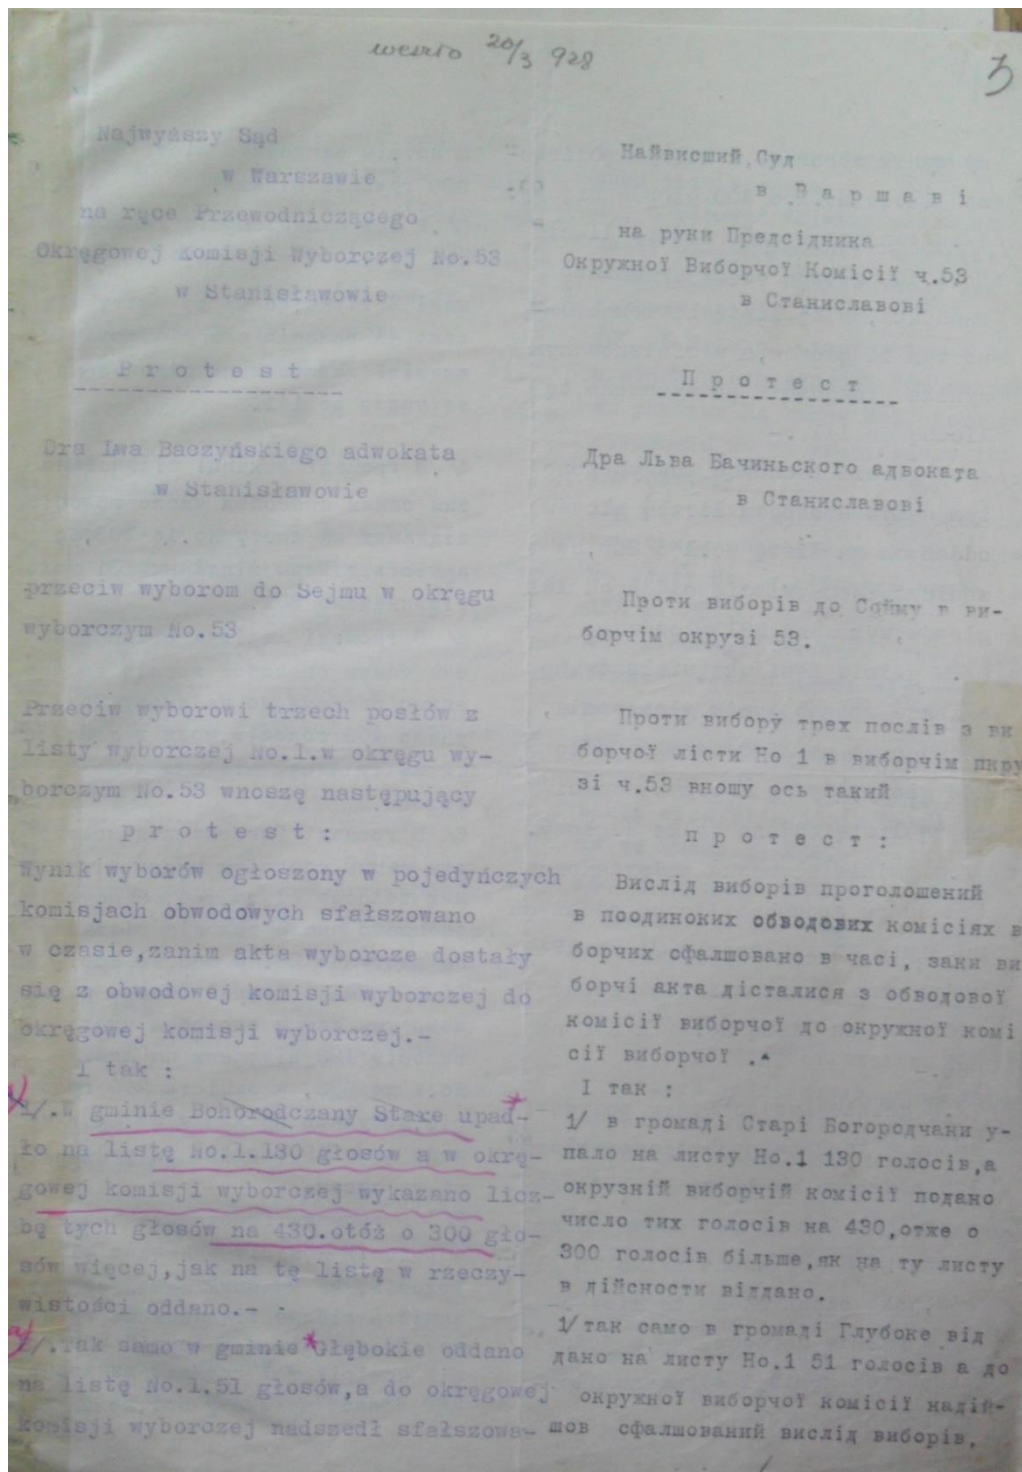 weszło 20/3 928
3
Najwyższy Sąd
w Warszawie
na ręce Przewodniczącego
Okręgowej Komisji Wyborczej No.53
w Stanisławowie
P r o t e s t
Dra Lwa Baczyńskiego adwokata
w Stanisławowie
przeciw wyborom do Sejmu w okręgu
wyborczym No.53
Przeciw wyborowi trzech posłów z
listy wyborczej No.1.w okręgu wy-
borczym No.53 wnoszę następujący
p r o t e s t :
Wynik wyborów ogłoszony w pojedyńczych
komisjach obwodowych sfałszowano
w czasie,zanim akta wyborcze dostały
się z obwodowej komisji wyborczej do
okręgowej komisji wyborczej.-
I tak :
1/.w gminie Bohorodczany Stare upad-
ło na listę No.1.130 głosów a w okrę-
gowej komisji wyborczej wykazano licz-
bę tych głosów na 430.otóż o 300 gło-
sów więcej,jak na tę listę w rzeczy-
wistości oddano.-
2/.Tak samo w gminie Głębokie oddano
na listę No.1.51 głosów,a do okręgowej
komisji wyborczej nadszedł sfałszowa-
Найвисший Суд
в В а р ш а в і
на руки Предсідника
Окружної Виборчої Комісії ч.53
в Станиславові
П р о т е с т
Дра Льва Бачиньского адвоката
в Станиславові
Проти виборів до Сойму в ви-
борчім окрузі 53.
Проти вибору трех послів з ви
борчої лісти Но 1 в виборчім пкру
зі ч.53 вношу ось такий
п р о т е с т :
Вислід виборів проголошений
в поодиноких обводових комісіях в
борчих сфалшовано в часі, заки ви
борчі акта дісталися з обводової
комісії виборчої до окружної комі
сії виборчої .-
І так :
1/ в громаді Старі Богородчани у-
пало на листу Но.1 130 голосів,а
окрузній виборчій комісії подано
число тих голосів на 430,отже о
300 голосів більше,як на ту листу
в дійсности віддано.
1/ так само в громаді Глубоке від
дано на листу Но.1 51 голосів а до
окружної виборчої комісії надій-
шов сфалшований вислід виборів,